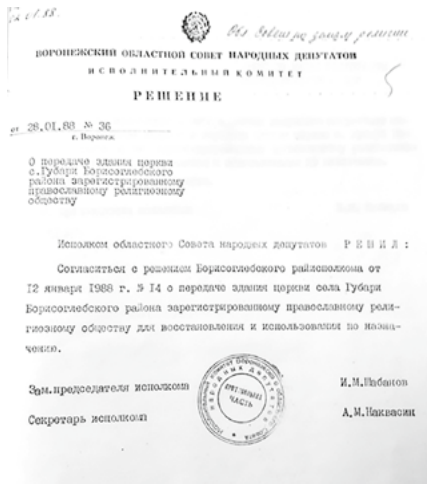 ВОРОНЕЖСКИЙ ОБЛАСТНОЙ СОВЕТ НАРОДНЫХ ДЕПУТАТОВ
ИСПОЛНИТЕЛЬНЫЙ КОМИТЕТ
РЕШЕНИЕ
от 28.01.88 № 36
г. Воронеж
О передаче здания церкви
с.Губари Борисоглебского
района зарегистрированному
православному религиозному
обществу
Исполком областного Совета народных депутатов РЕШИЛ:
Согласиться с решением Борисоглебского райисполкома от
12 января 1988 г. № 14 о передаче здания церкви села Губари
Борисоглебского района зарегистрированному православному рели-
гиозному обществу для восстановления и использования по назна-
чению.
Зам.председателя исполкома И.М.Шабанов
Секретарь исполкома А.М.Наквасин
ЧАСТЬ